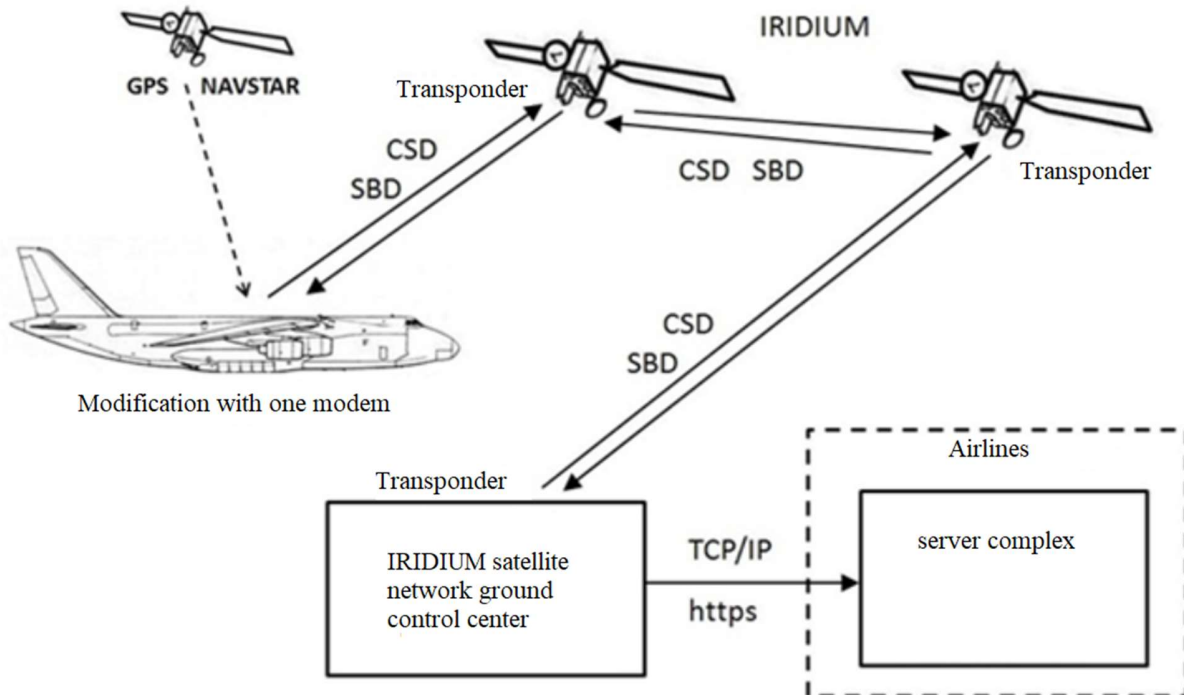 IRIDIUM
GPS NAVSTAR
Transponder
CSD
SBD
CSD SBD
Transponder
Modification with one modem
CSD
SBD
Transponder
IRIDIUM satellite
network ground
control center
TCP/IP
https
Airlines
server complex